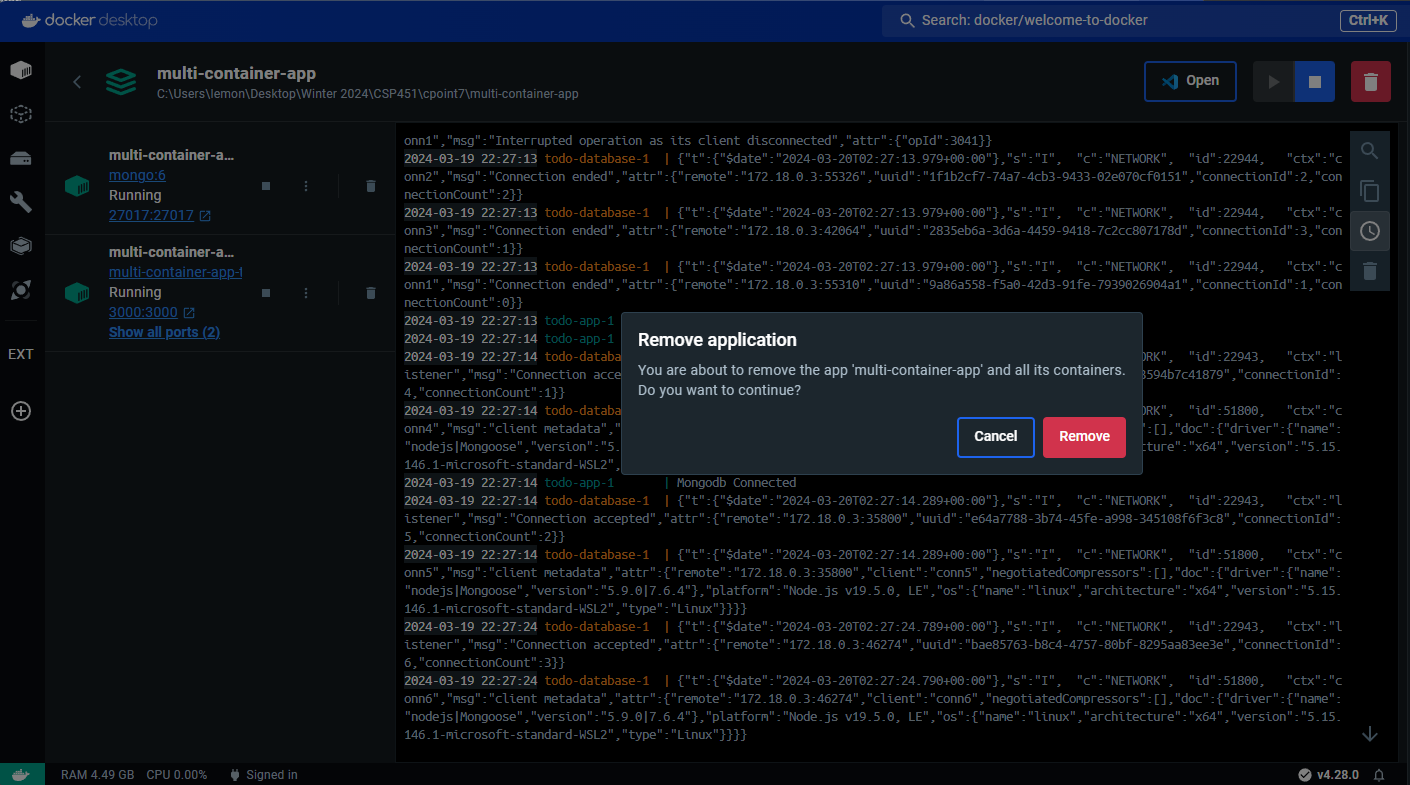 docker desktop
Search: docker/welcome-to-docker
Ctrl+K
multi-container-app
C:\Users\lemon\Desktop\Winter 2024\CSP451\cpoint7\multi-container-app
Open
EXT
multi-container-a...
mongo:6
Running
27017:27017
multi-container-a...
multi-container-app-t
Running
3000:3000
Show all ports (2)
onn1","msg":"Interrupted operation as its client disconnected","attr":{"opId":3041}}
2024-03-19 22:27:13 todo-database-1 | {"t":{"$date":"2024-03-20T02:27:13.979+00:00"},"s":"I", "c":"NETWORK", "id":22944, "ctx":"c
onn2","msg":"Connection ended","attr":{"remote":"172.18.0.3:55326","uuid":"1f1b2cf7-74a7-4cb3-9433-02e070cf0151","connectionId":2,"con
nectionCount":2}}
2024-03-19 22:27:13 todo-database-1 | {"t":{"$date":"2024-03-20T02:27:13.979+00:00"},"s":"I", "c":"NETWORK", "id":22944, "ctx":"c
onn3","msg":"Connection ended","attr":{"remote":"172.18.0.3:42064","uuid":"2835eb6a-3d6a-4459-9418-7c2cc807178d","connectionId":3,"con
nectionCount":1}}
2024-03-19 22:27:13 todo-database-1 | {"t":{"$date":"2024-03-20T02:27:13.979+00:00"},"s":"I", "c":"NETWORK", "id":22944, "ctx":"c
onn1","msg":"Connection ended","attr":{"remote":"172.18.0.3:55310","uuid":"9a86a558-f5a0-42d3-91fe-7939026904a1","connectionId":1,"con
nectionCount":0}}
2024-03-19 22:27:13 todo-app-1
2024-03-19 22:27:14 todo-app-1
2024-03-19 22:27:14 todo-databa WORK", "id":22943, "ctx":"l
istener","msg":"Connection acce 3594b7c41879","connectionId":
4,"connectionCount":1}}
2024-03-19 22:27:14 todo-databa WORK", "id":51800, "ctx":"c
onn4","msg":"client metadata"," :[],"doc":{"driver":{"name":
"nodejs|Mongoose","version":"5. ecture":"x64","version":"5.15.
146.1-microsoft-standard-WSL2",
2024-03-19 22:27:14 todo-app-1 | Mongodb Connected
2024-03-19 22:27:14 todo-database-1 | {"t":{"$date":"2024-03-20T02:27:14.289+00:00"},"s":"I", "c":"NETWORK", "id":22943, "ctx":"l
istener","msg":"Connection accepted","attr":{"remote":"172.18.0.3:35800","uuid":"e64a7788-3b74-45fe-a998-345108f6f3c8","connectionId":
5,"connectionCount":2}}
2024-03-19 22:27:14 todo-database-1 | {"t":{"$date":"2024-03-20T02:27:14.289+00:00"},"s":"I", "c":"NETWORK", "id":51800, "ctx":"c
onn5","msg":"client metadata","attr":{"remote":"172.18.0.3:35800","client":"conn5","negotiatedCompressors":[],"doc":{"driver":{"name":
"nodejs|Mongoose","version":"5.9.0|7.6.4"},"platform":"Node.js v19.5.0, LE","os":{"name":"linux","architecture":"x64","version":"5.15.
146.1-microsoft-standard-WSL2","type":"Linux"}}}}
2024-03-19 22:27:24 todo-database-1 | {"t":{"$date":"2024-03-20T02:27:24.789+00:00"},"s":"I", "c":"NETWORK", "id":22943, "ctx":"l
istener","msg":"Connection accepted","attr":{"remote":"172.18.0.3:46274","uuid":"bae85763-b8c4-4757-80bf-8295aa83ee3e","connectionId":
6,"connectionCount":3}}
2024-03-19 22:27:24 todo-database-1 | {"t":{"$date":"2024-03-20T02:27:24.790+00:00"},"s":"I", "c":"NETWORK", "id":51800, "ctx":"c
onn6","msg":"client metadata","attr":{"remote":"172.18.0.3:46274","client":"conn6","negotiatedCompressors":[],"doc":{"driver":{"name":
"nodejs|Mongoose","version":"5.9.0|7.6.4"},"platform":"Node.js v19.5.0, LE","os":{"name":"linux","architecture":"x64","version":"5.15.
146.1-microsoft-standard-WSL2","type":"Linux"}}}}
Remove application
You are about to remove the app 'multi-container-app' and all its containers.
Do you want to continue?
Cancel
Remove
RAM 4.49 GB CPU 0.00% Signed in
v4.28.0